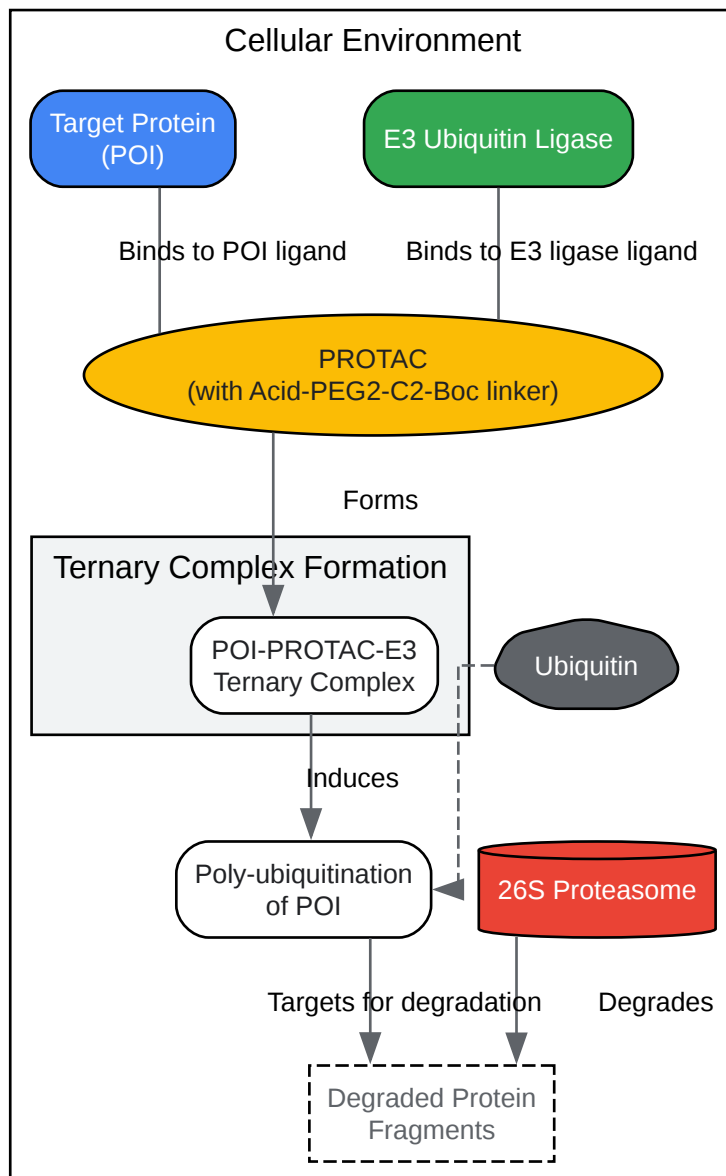 Cellular Environment
Target Protein
(POI)
E3 Ubiquitin Ligase
Binds to POI ligand
Binds to E3 ligase ligand
PROTAC
(with Acid-PEG2-C2-Boc linker)
Forms
Ternary Complex Formation
POI-PROTAC-E3
Ternary Complex
Ubiquitin
Induces
Poly-ubiquitination
of POI
26S Proteasome
Targets for degradation
Degrades
Degraded Protein
Fragments